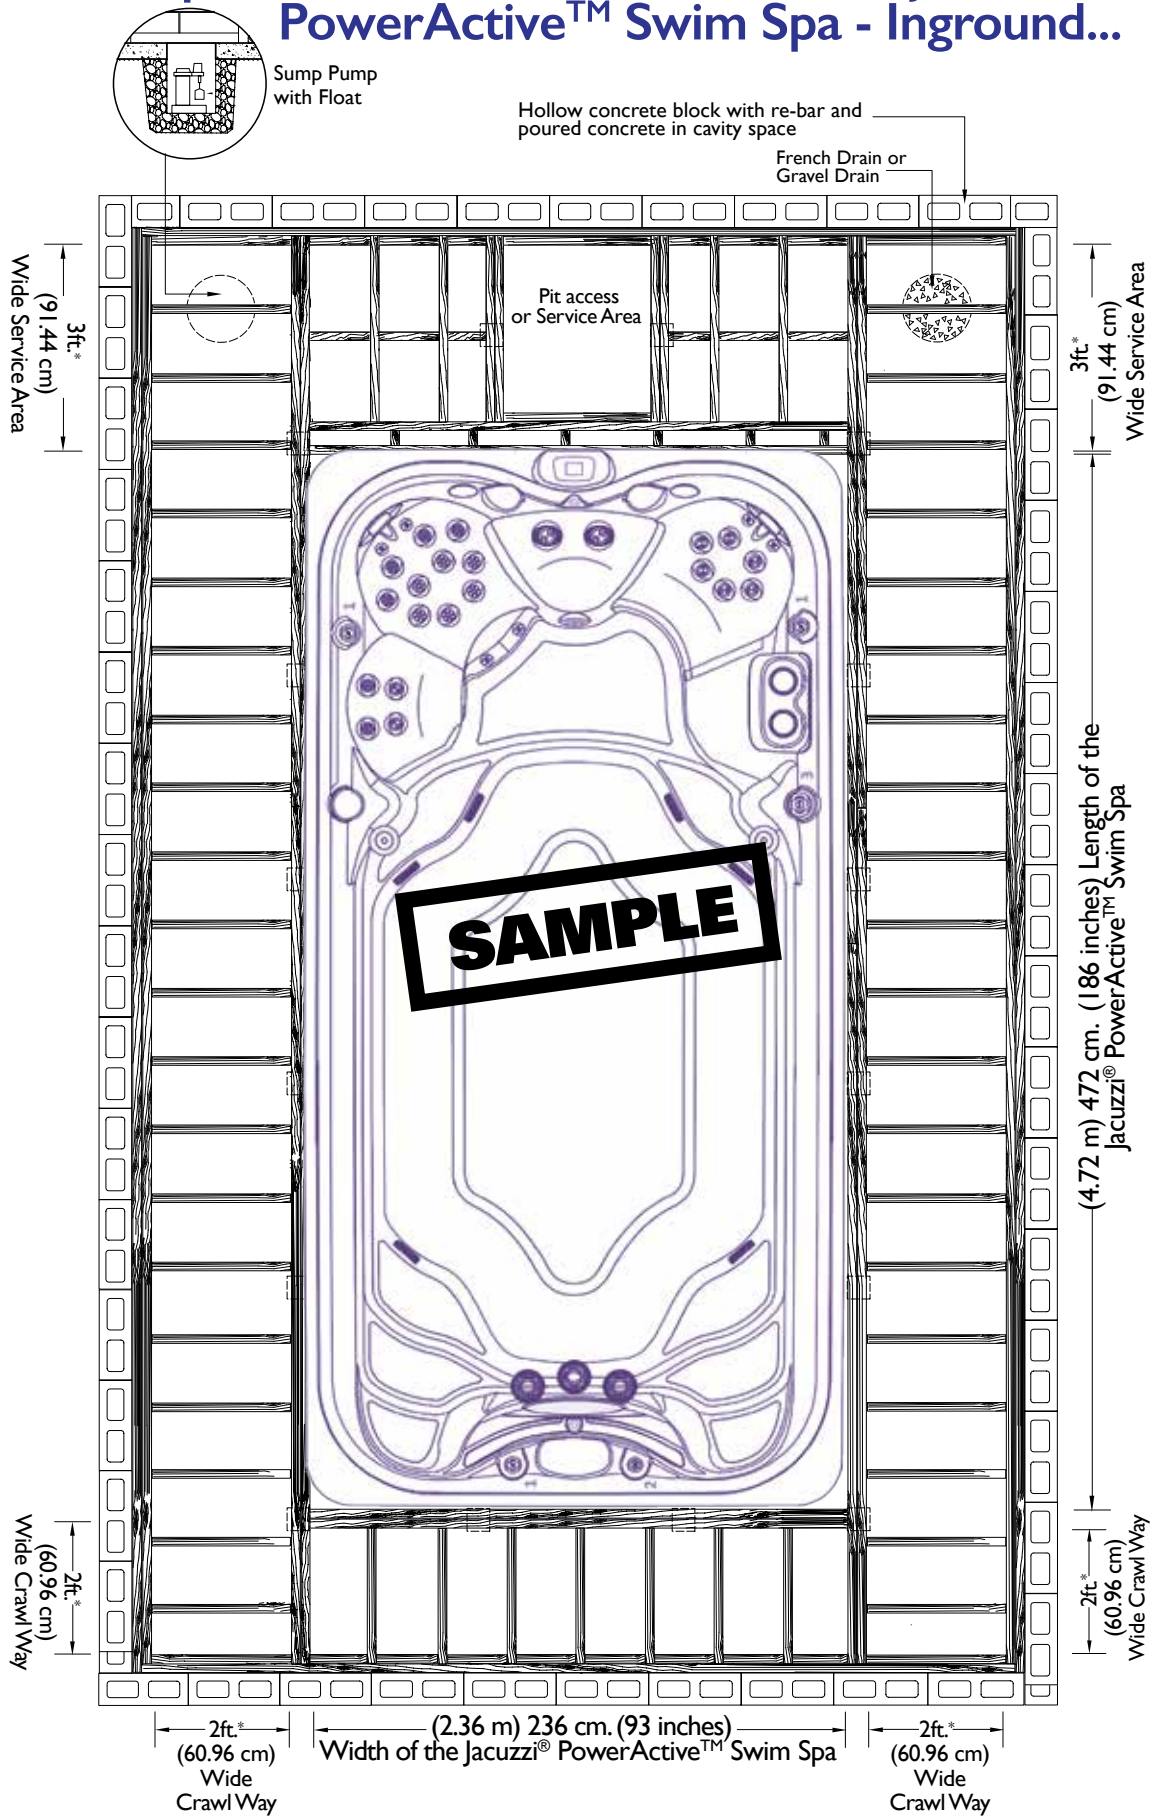 PowerActive™ Swim Spa - Inground...
Sump Pump
with Float
Hollow concrete block with re-bar and
poured concrete in cavity space
French Drain or
Gravel Drain
3ft.*
(91.44 cm)
Wide Service Area
Pit access
or Service Area
3ft.*
(91.44 cm)
Wide Service Area
1
1
3
SAMPLE
(4.72 m) 472 cm. (186 inches) Length of the
Jacuzzi® PowerActive™ Swim Spa
1
2
2ft.*
(60.96 cm)
Wide Crawl Way
2ft.*
(60.96 cm)
Wide Crawl Way
2ft.*
(60.96 cm)
Wide
Crawl Way
(2.36 m) 236 cm. (93 inches)
Width of the Jacuzzi® PowerActive™ Swim Spa
2ft.*
(60.96 cm)
Wide
Crawl Way